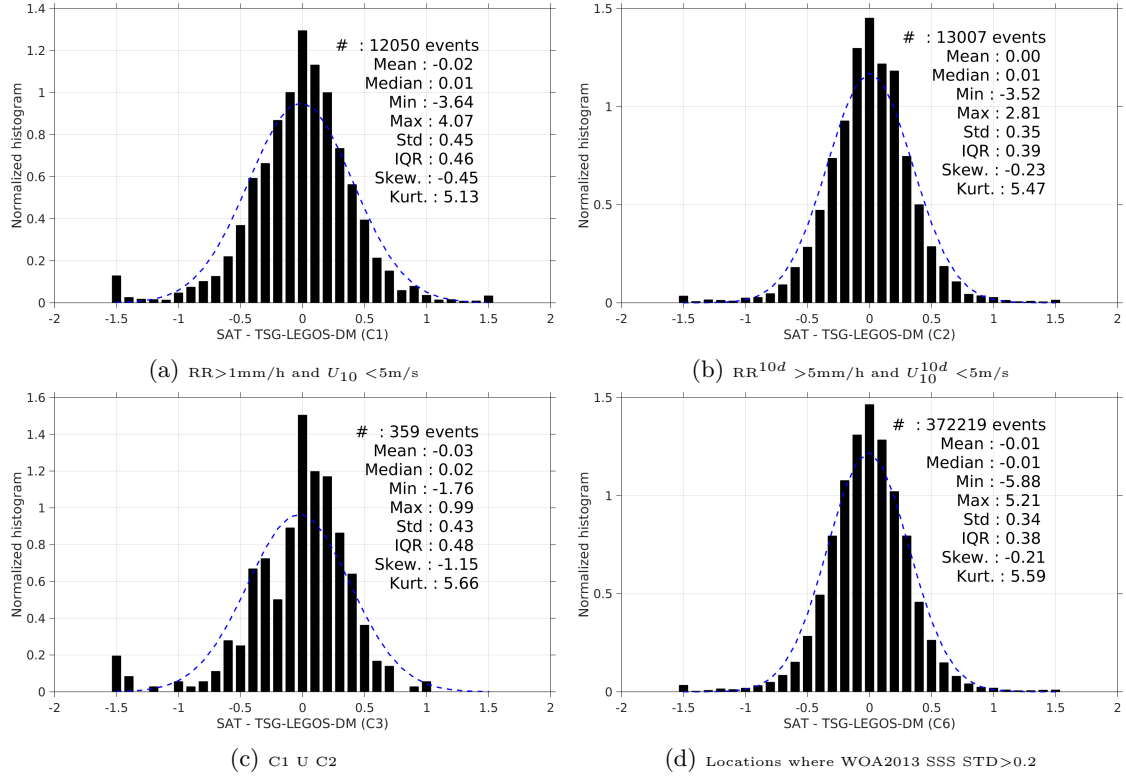 1.4
1.2
1
0.8
0.6
0.4
0.2
0
Normalized histogram
# : 12050 events
Mean : -0.02
Median : 0.01
Min : -3.64
Max : 4.07
Std : 0.45
IQR : 0.46
Skew. : -0.45
Kurt. : 5.13
-2 -1.5 -1 -0.5 0 0.5 1 1.5 2
SAT - TSG-LEGOS-DM (C1)
(a) RR>1mm/h and U10 <5m/s
1.5
1
0.5
0
Normalized histogram
# : 13007 events
Mean : 0.00
Median : 0.01
Min : -3.52
Max : 2.81
Std : 0.35
IQR : 0.39
Skew. : -0.23
Kurt. : 5.47
-2 -1.5 -1 -0.5 0 0.5 1 1.5 2
SAT - TSG-LEGOS-DM (C2)
(b) RR10d >5mm/h and U10d10 <5m/s
1.6
1.4
1.2
1
0.8
0.6
0.4
0.2
0
Normalized histogram
# : 359 events
Mean : -0.03
Median : 0.02
Min : -1.76
Max : 0.99
Std : 0.43
IQR : 0.48
Skew. : -1.15
Kurt. : 5.66
-2 -1.5 -1 -0.5 0 0.5 1 1.5 2
SAT - TSG-LEGOS-DM (C3)
(c) C1 U C2
1.5
1
0.5
0
Normalized histogram
# : 372219 events
Mean : -0.01
Median : -0.01
Min : -5.88
Max : 5.21
Std : 0.34
IQR : 0.38
Skew. : -0.21
Kurt. : 5.59
-2 -1.5 -1 -0.5 0 0.5 1 1.5 2
SAT - TSG-LEGOS-DM (C6)
(d) Locations where WOA2013 SSS STD>0.2